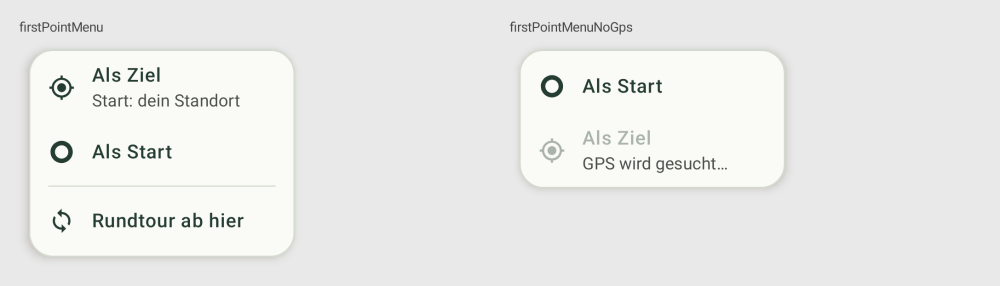 firstPointMenu
Als Ziel
Start: dein Standort
Als Start
Rundtour ab hier
firstPointMenuNoGps
Als Start
Als Ziel
GPS wird gesucht…